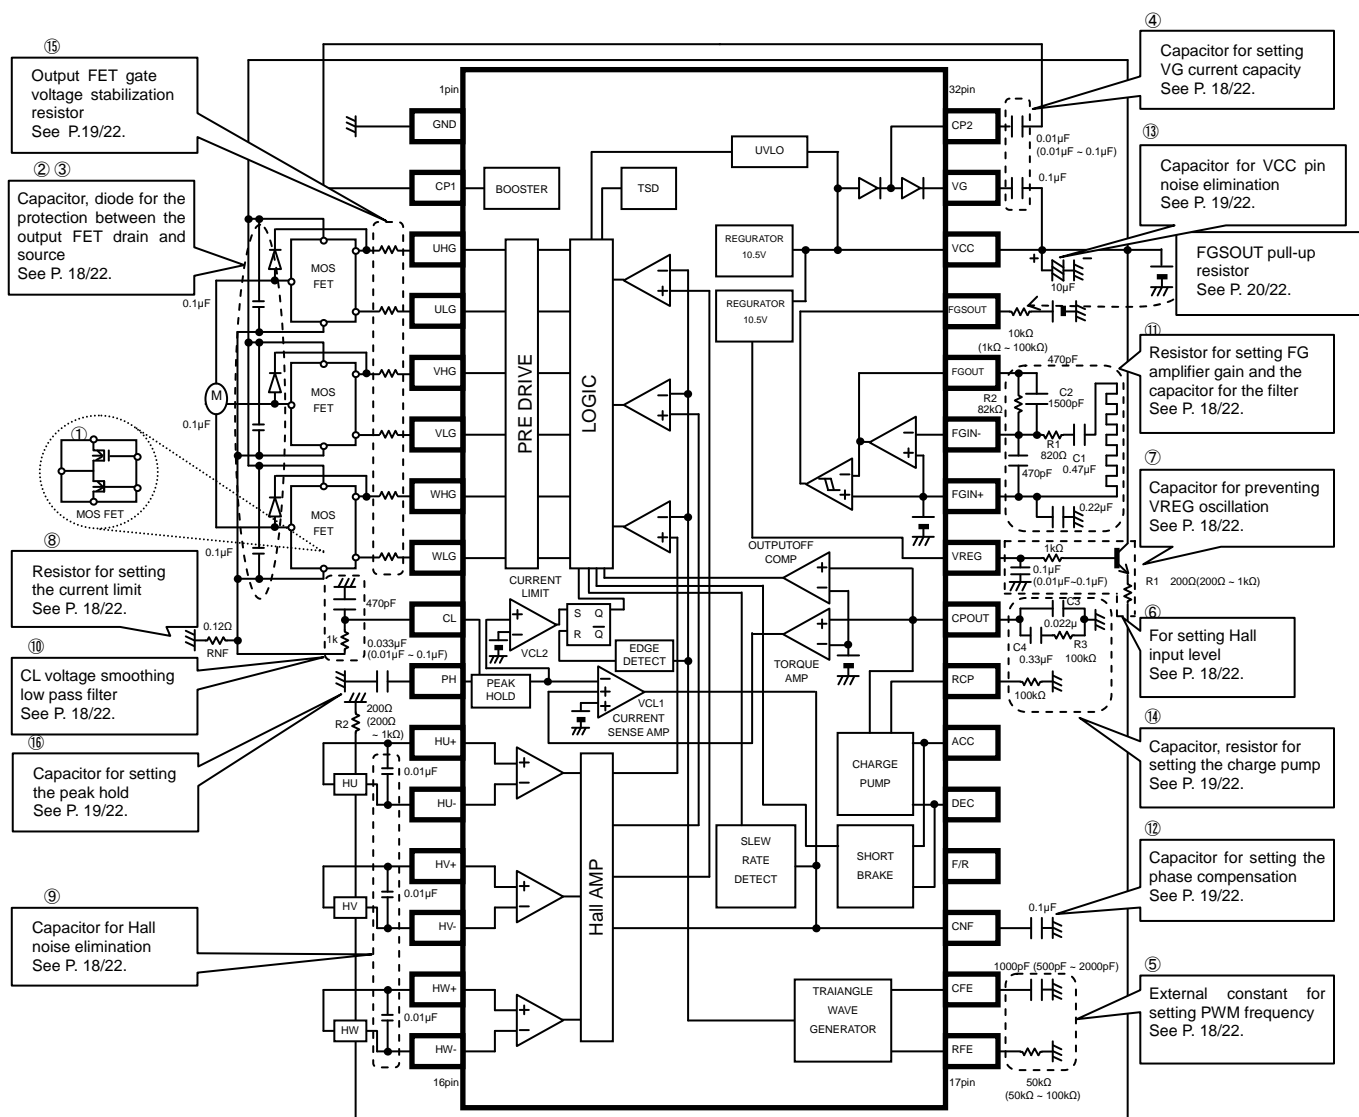 ⑮
Output FET gate
voltage stabilization
resistor
See P.19/22.
② ③
Capacitor, diode for the
protection between the
output FET drain and
source
See P. 18/22.
①
MOS FET
⑧
Resistor for setting
the current limit
See P. 18/22.
⑩
CL voltage smoothing
low pass filter
See P. 18/22.
⑯
Capacitor for setting
the peak hold
See P. 19/22.
⑨
Capacitor for Hall
noise elimination
See P. 18/22.
M
0.1µF
0.1µF
0.1µF
MOS
FET
MOS
FET
MOS
FET
0.12Ω
RNF
470pF
1k
0.033µF
(0.01µF ~ 0.1µF)
200Ω
(200Ω
~ 1kΩ)
R2
HU
0.01µF
HV
0.01µF
HW
0.01µF
1pin
GND
CP1
UHG
ULG
VHG
VLG
WHG
WLG
CL
PH
HU+
HU-
HV+
HV-
HW+
HW-
16pin
BOOSTER
UVLO
TSD
REGURATOR
10.5V
REGURATOR
10.5V
PRE DRIVE
LOGIC
CURRENT
LIMIT
VCL2
S Q
R Q
EDGE
DETECT
PEAK
HOLD
VCL1
CURRENT
SENSE AMP
OUTPUTOFF
COMP
TORQUE
AMP
Hall AMP
CHARGE
PUMP
SLEW
RATE
DETECT
SHORT
BRAKE
TRAIANGLE
WAVE
GENERATOR
32pin
CP2
VG
VCC
FGSOUT
FGOUT
FGIN-
FGIN+
VREG
CPOUT
RCP
ACC
DEC
F/R
CNF
CFE
RFE
17pin
0.01µF
(0.01µF ~ 0.1µF)
0.1µF
+
-
10µF
10kΩ
(1kΩ ~ 100kΩ)
470pF
R2
82kΩ
C2
1500pF
R1
820Ω
C1
0.47µF
470pF
0.22µF
1kΩ
0.1µF
(0.01µF~0.1µF)
R1 200Ω(200Ω ~ 1kΩ)
C3
0.022µ
C4
0.33µF
R3
100kΩ
100kΩ
0.1µF
1000pF (500pF ~ 2000pF)
50kΩ
(50kΩ ~ 100kΩ)
④
Capacitor for setting
VG current capacity
See P. 18/22.
⑬
Capacitor for VCC pin
noise elimination
See P. 19/22.
FGSOUT pull-up
resistor
See P. 20/22.
⑪
Resistor for setting FG
amplifier gain and the
capacitor for the filter
See P. 18/22.
⑦
Capacitor for preventing
VREG oscillation
See P. 18/22.
⑥
For setting Hall
input level
See P. 18/22.
⑭
Capacitor, resistor for
setting the charge pump
See P. 19/22.
⑫
Capacitor for setting the
phase compensation
See P. 19/22.
⑤
External constant for
setting PWM frequency
See P. 18/22.